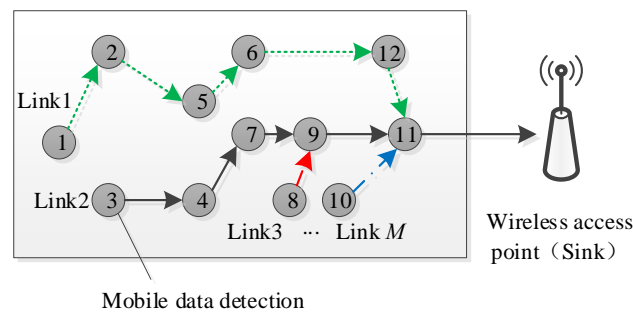 2
6
12
Link1
5
1
7
9
11
Link2
3
4
8
10
Link3 ··· Link M
Wireless access
point（Sink）
Mobile data detection